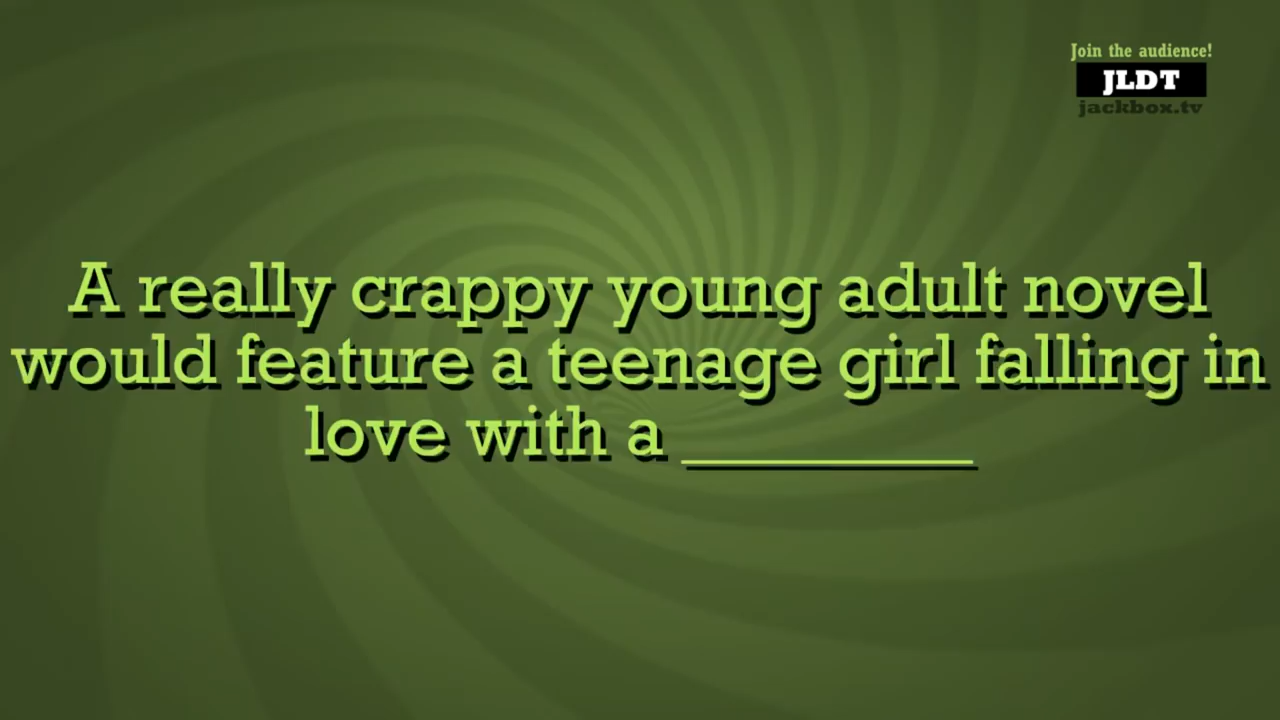 Join the audience!
JLDT
jackbox.tv
A really crappy young adult novel
would feature a teenage girl falling in
love with a ________